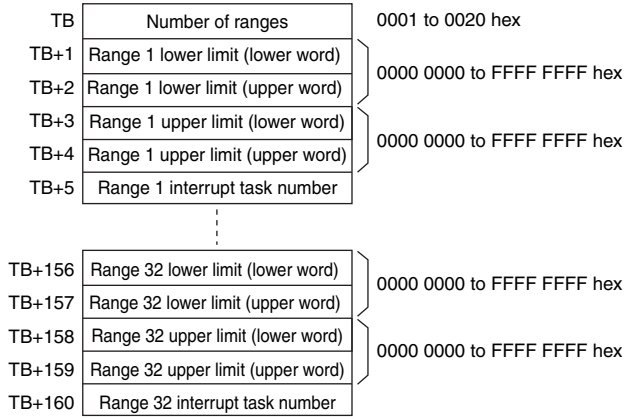 TB Number of ranges 0001 to 0020 hex
TB+1 Range 1 lower limit (lower word)
0000 0000 to FFFF FFFF hex
TB+2 Range 1 lower limit (upper word)
TB+3 Range 1 upper limit (lower word)
0000 0000 to FFFF FFFF hex
TB+4 Range 1 upper limit (upper word)
TB+5 Range 1 interrupt task number
TB+156 Range 32 lower limit (lower word)
0000 0000 to FFFF FFFF hex
TB+157 Range 32 lower limit (upper word)
TB+158 Range 32 upper limit (lower word)
0000 0000 to FFFF FFFF hex
TB+159 Range 32 upper limit (upper word)
TB+160 Range 32 interrupt task number